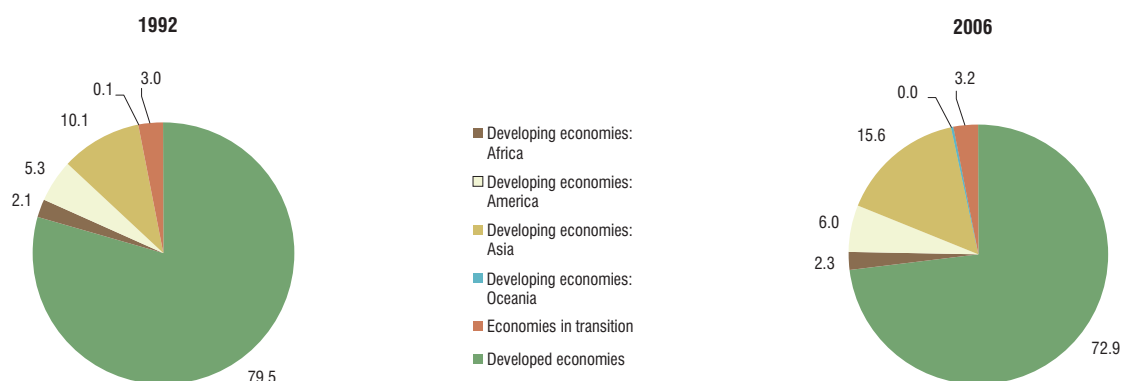 1992
3.0
0.1
10.1
5.3
2.1
79.5
Developing economies:
Africa
Developing economies:
America
Developing economies:
Asia
Developing economies:
Oceania
Economies in transition
Developed economies
2006
3.2
0.0
15.6
6.0
2.3
72.9